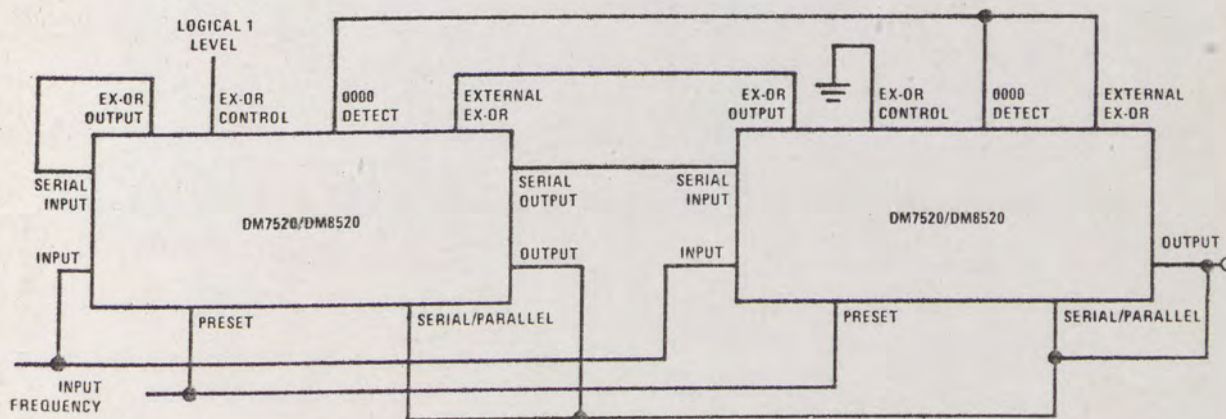 LOGICAL 1
LEVEL
EX-OR
OUTPUT
EX-OR
CONTROL
0000
DETECT
EXTERNAL
EX-OR
EX-OR
OUTPUT
EX-OR
CONTROL
0000
DETECT
EXTERNAL
EX-OR
SERIAL
INPUT
DM7520/DM8520
SERIAL
OUTPUT
SERIAL
INPUT
DM7520/DM8520
INPUT
OUTPUT
INPUT
OUTPUT
PRESET
SERIAL/PARALLEL
PRESET
SERIAL/PARALLEL
INPUT
FREQUENCY